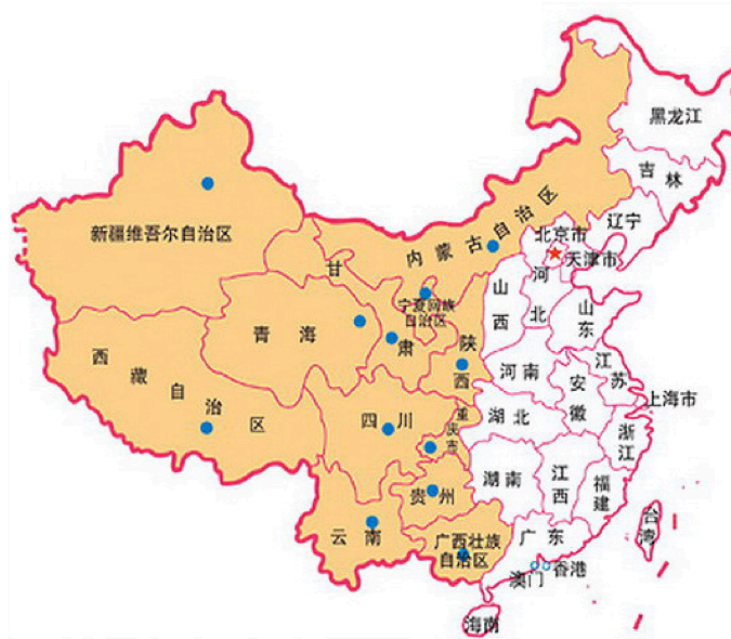 黑龙江
吉林
辽宁
内蒙古自治区
北京市
天津市
新疆维吾尔自治区
甘
肃
宁夏回族
自治区
河
北
山
西
山
东
青海
陕
西
西藏自治区
河南
江
苏
安
徽
四川
重
庆
市
湖北
上海市
浙
江
湖南
江
西
福
建
贵州
云南
广西壮族
自治区
广东
台
湾
澳门
香港
海南